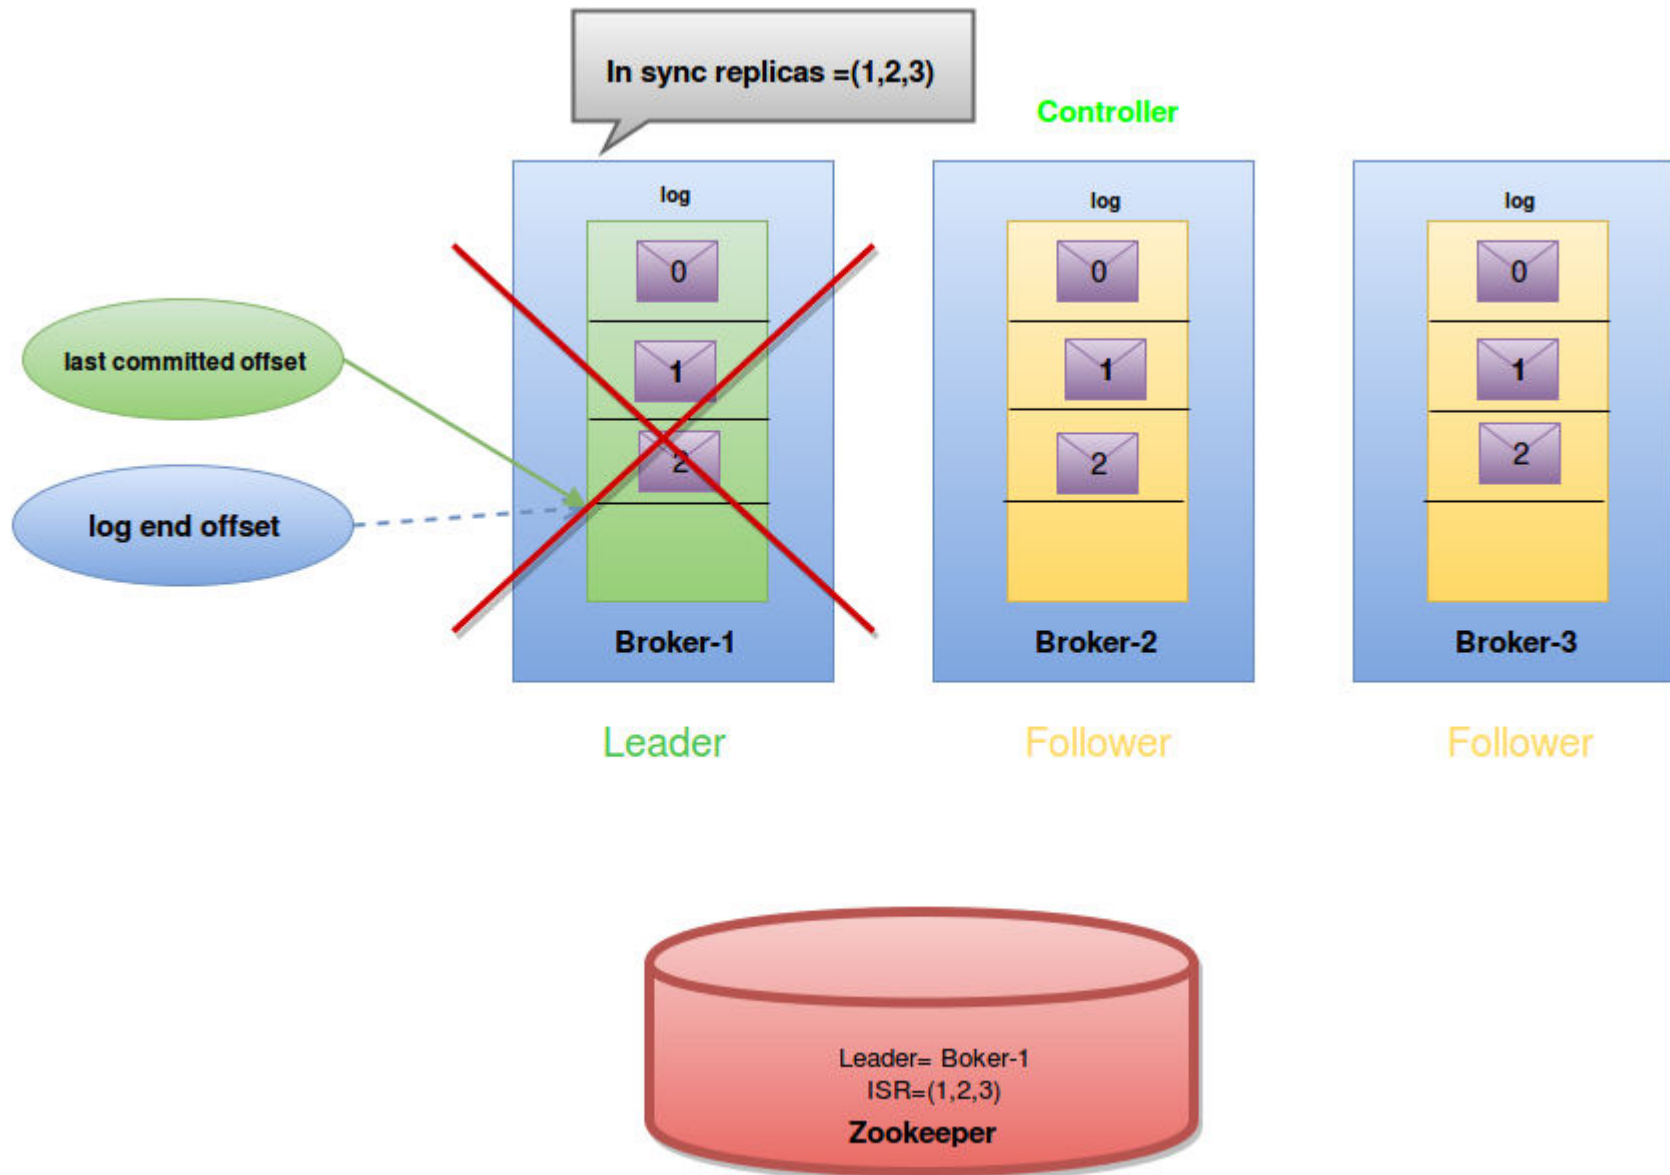 In sync replicas =(1,2,3)
Controller
log
log
log
0
0
0
1
1
1
2
2
2
last committed offset
log end offset
Broker-1
Broker-2
Broker-3
Leader
Follower
Follower
Leader= Boker-1
ISR=(1,2,3)
Zookeeper